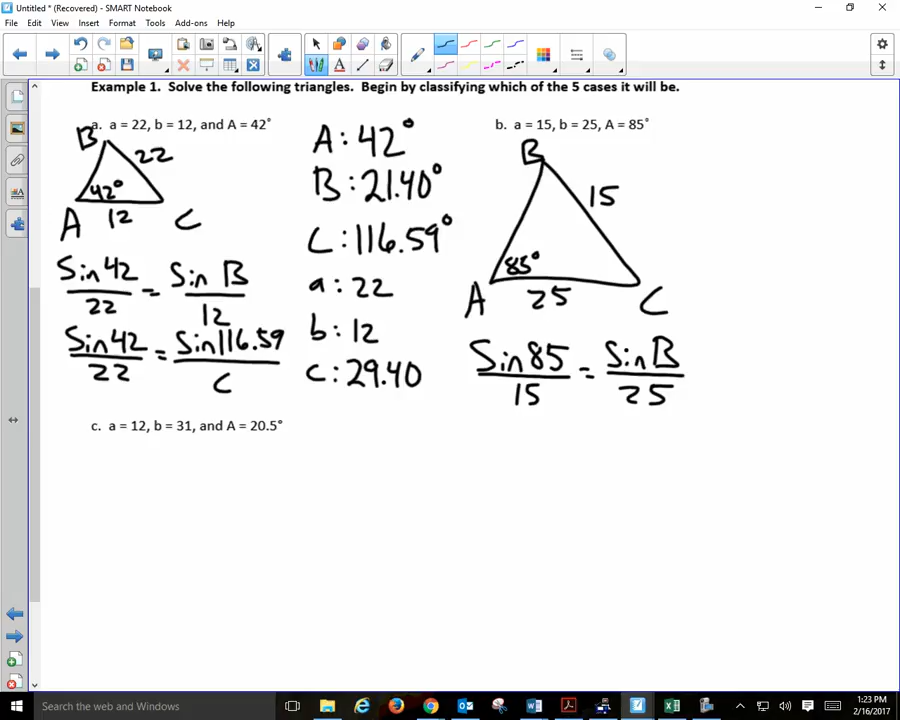 Untitled * (Recovered) - SMART Notebook
File Edit View Insert Format Tools Add-ons Help
Example 1. Solve the following triangles. Begin by classifying which of the 5 cases it will be.
a. a = 22, b = 12, and A = 42°
B
22
42°
A
12
C
Sin 42 / 22 = Sin B / 12
Sin 42 / 22 = Sin 116.59 / C
A: 42°
B: 21.40°
C: 116.59°
a: 22
b: 12
c: 29.40
b. a = 15, b = 25, A = 85°
B
15
85°
A
25
C
Sin 85 / 15 = Sin B / 25
c. a = 12, b = 31, and A = 20.5°
Search the web and Windows
1:23 PM
2/16/2017